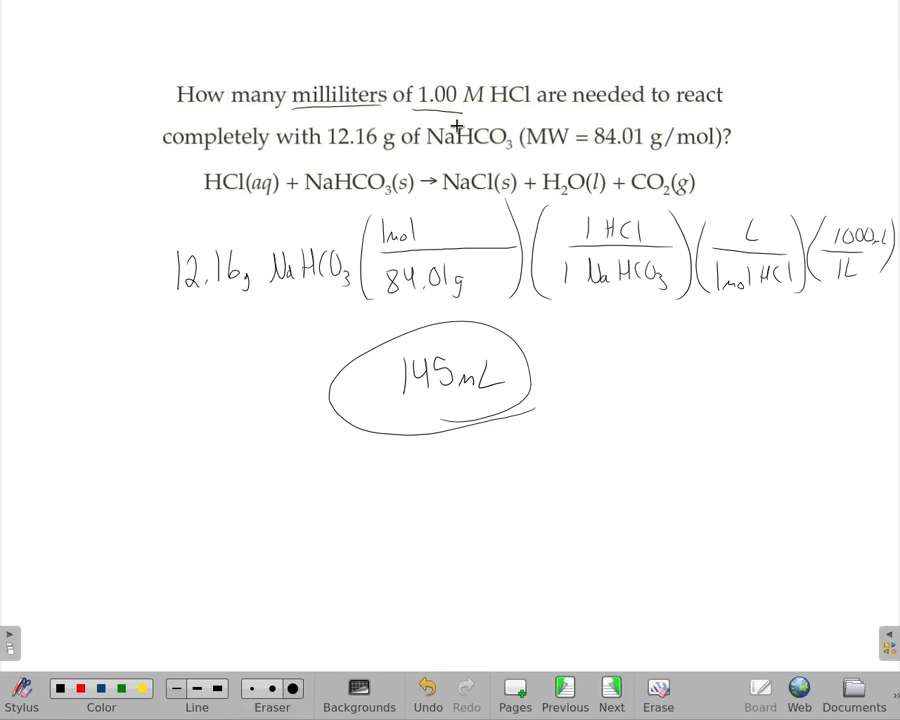 How many milliliters of 1.00 M HCl are needed to react
completely with 12.16 g of NaHCO₃ (MW = 84.01 g/mol)?
HCl(aq) + NaHCO₃(s) → NaCl(s) + H₂O(l) + CO₂(g)
12.16g NaHCO₃ (1mol / 84.01g) (1 HCl / 1 NaHCO₃) (L / 1mol HCl) (1000mL / 1L)
145mL
Stylus Color Line Eraser Backgrounds Undo Redo Pages Previous Next Erase Board Web Documents